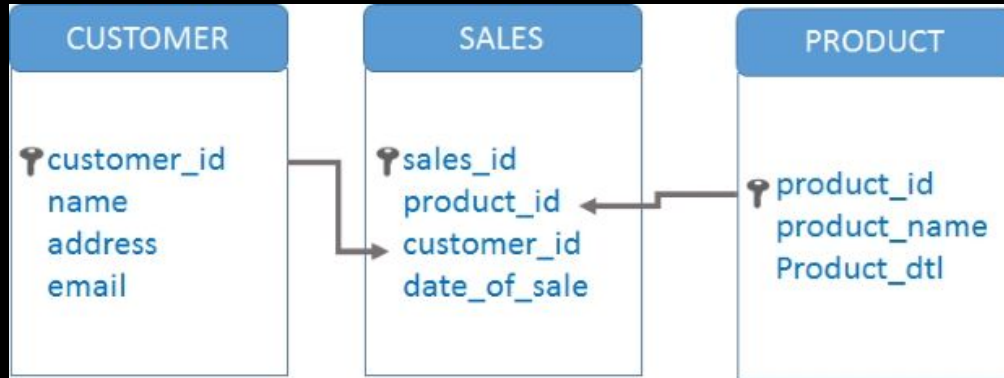 CUSTOMER
customer_id
name
address
email
SALES
sales_id
product_id
customer_id
date_of_sale
PRODUCT
product_id
product_name
Product_dtl